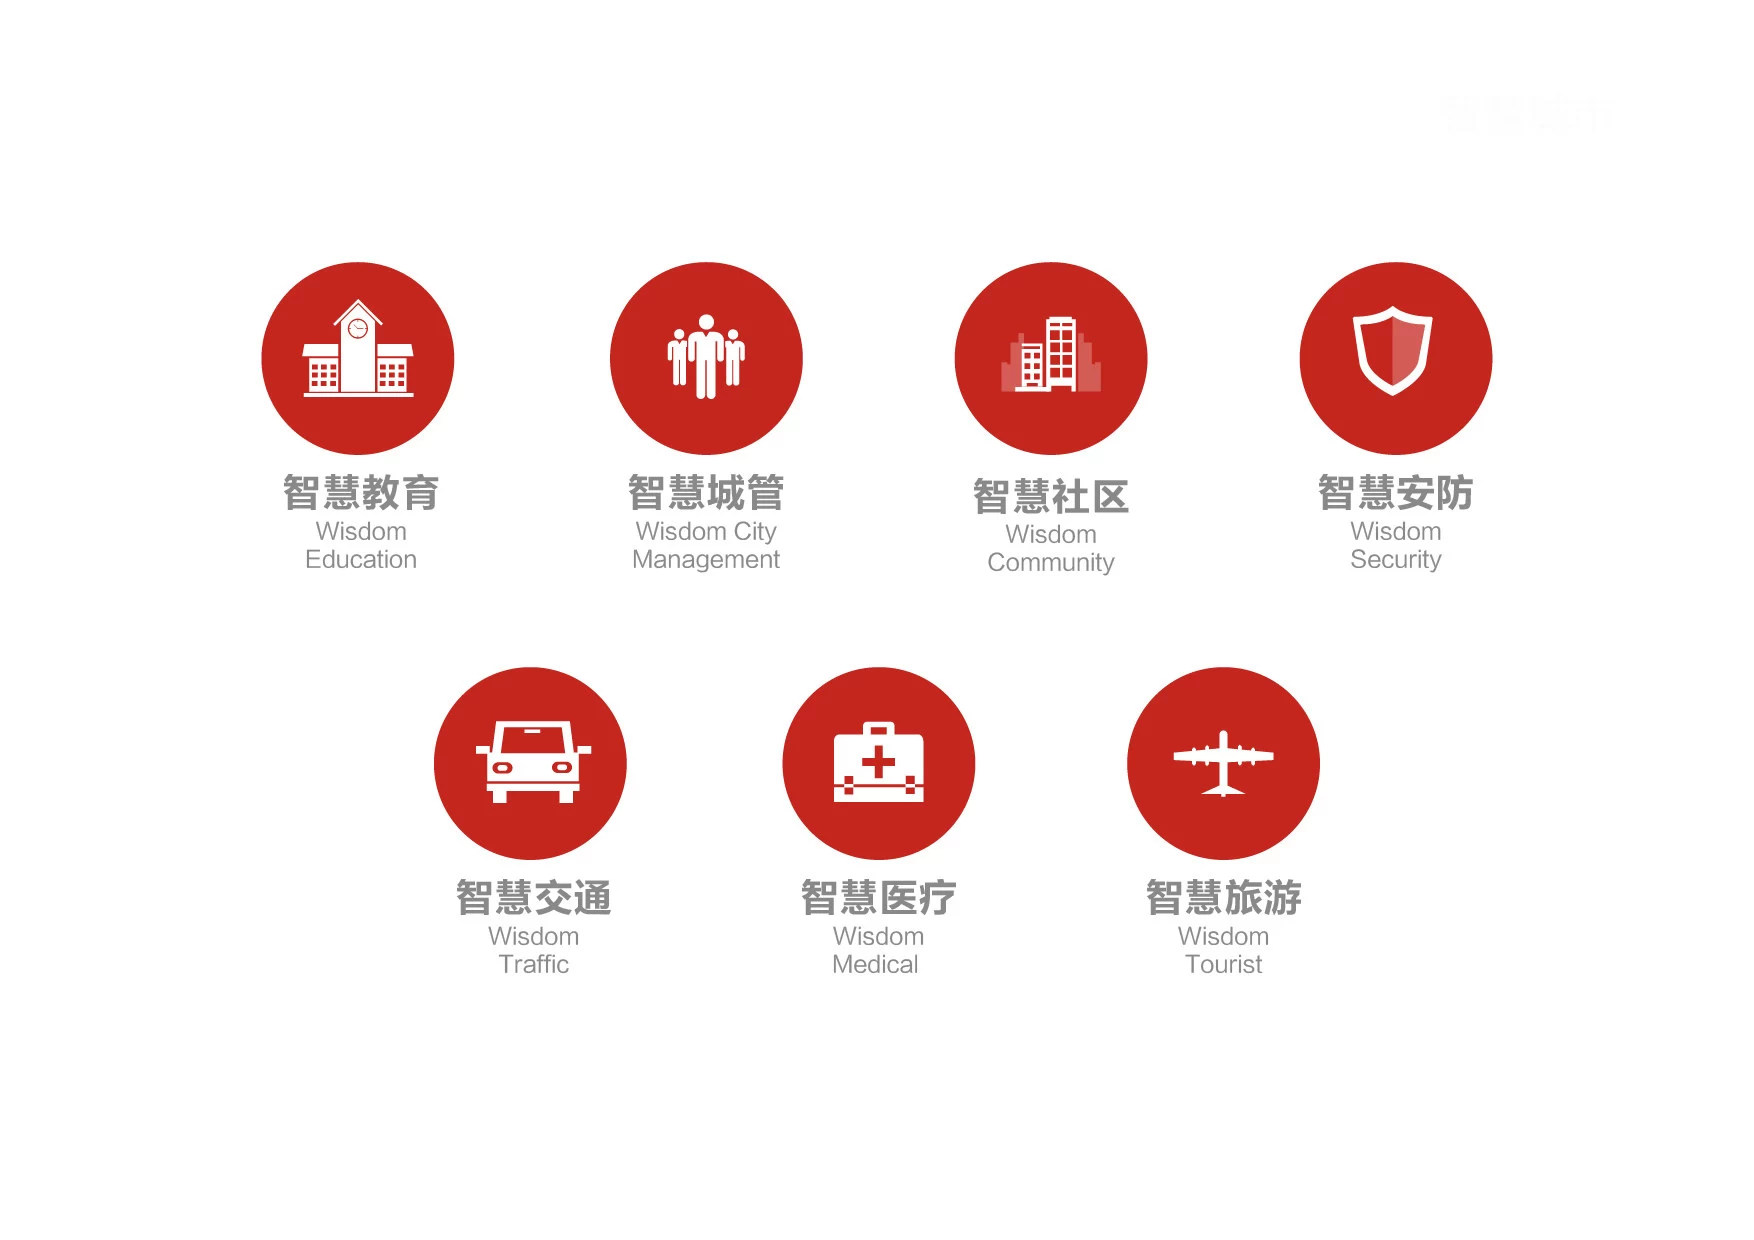 智慧教育
Wisdom
Education
智慧城管
Wisdom City
Management
智慧社区
Wisdom
Community
智慧安防
Wisdom
Security
智慧交通
Wisdom
Traffic
智慧医疗
Wisdom
Medical
智慧旅游
Wisdom
Tourist